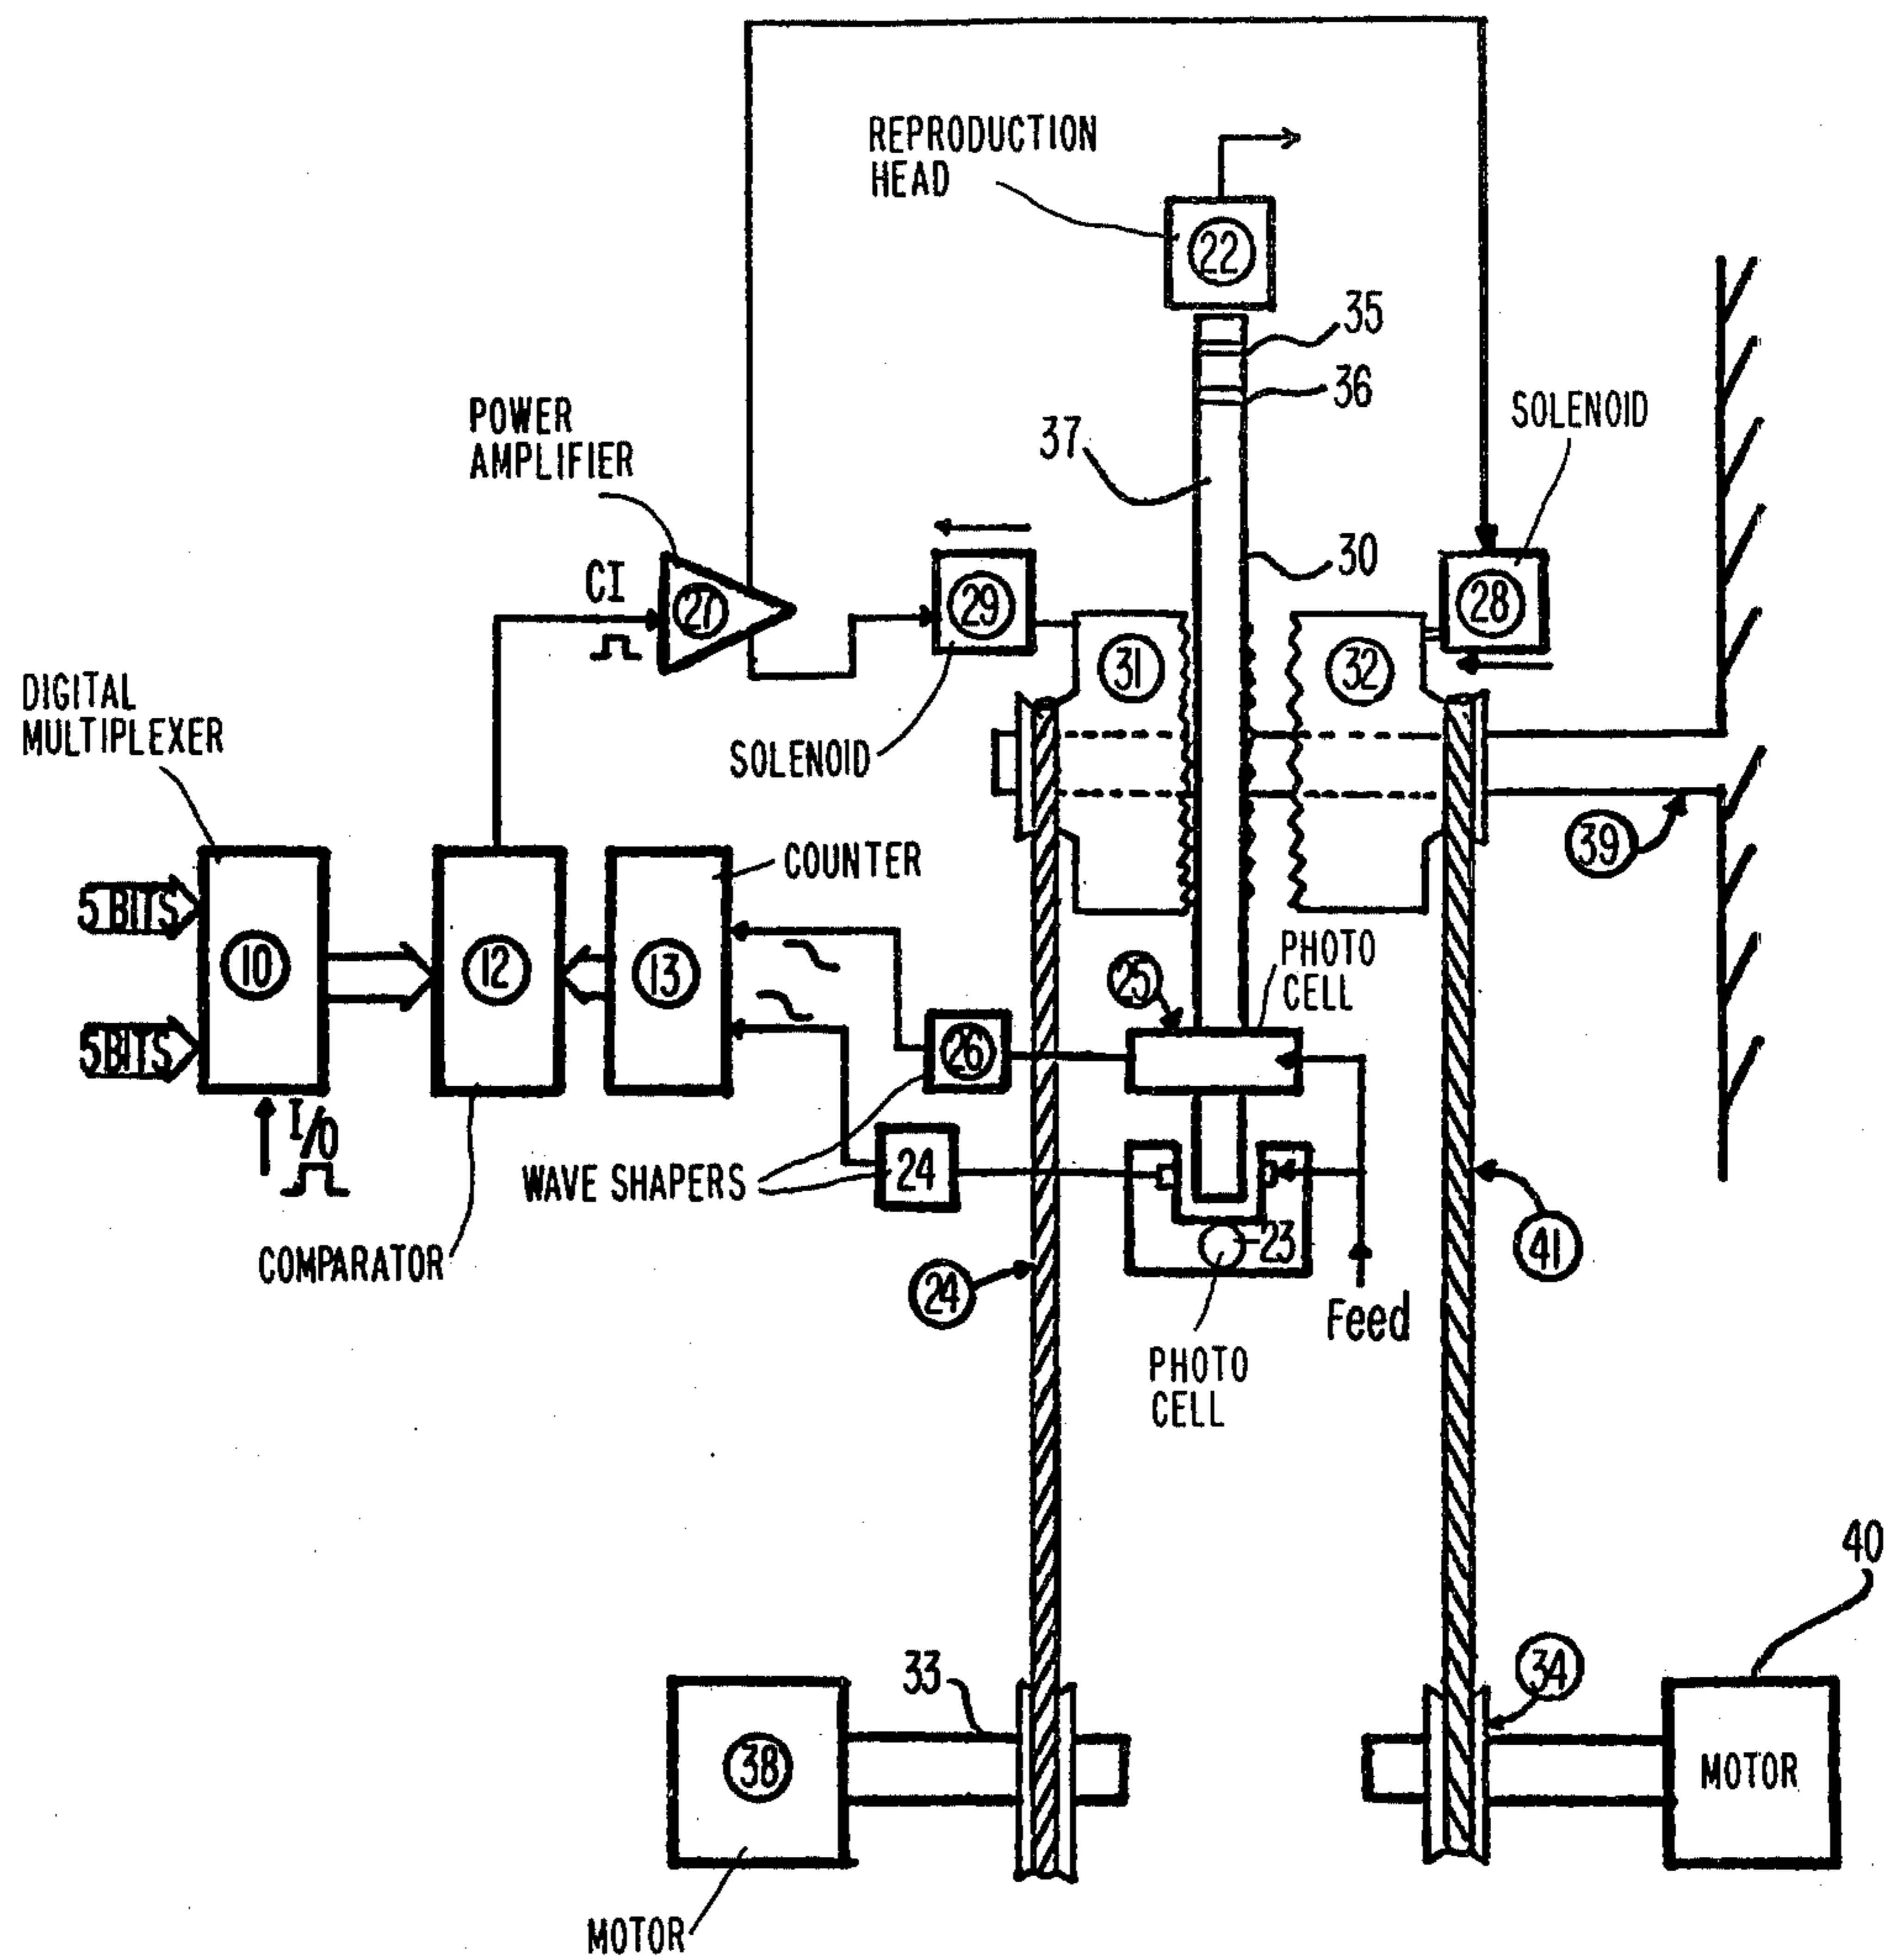 REPRODUCTION
HEAD
22
35
36
37
30
POWER
AMPLIFIER
CI
27
29
SOLENOID
SOLENOID
28
31
32
39
DIGITAL
MULTIPLEXER
5 BITS
5 BITS
10
I/O
12
COMPARATOR
13
COUNTER
26
24
WAVE SHAPERS
25
PHOTO
CELL
23
PHOTO
CELL
Feed
24
41
33
38
MOTOR
34
40
MOTOR